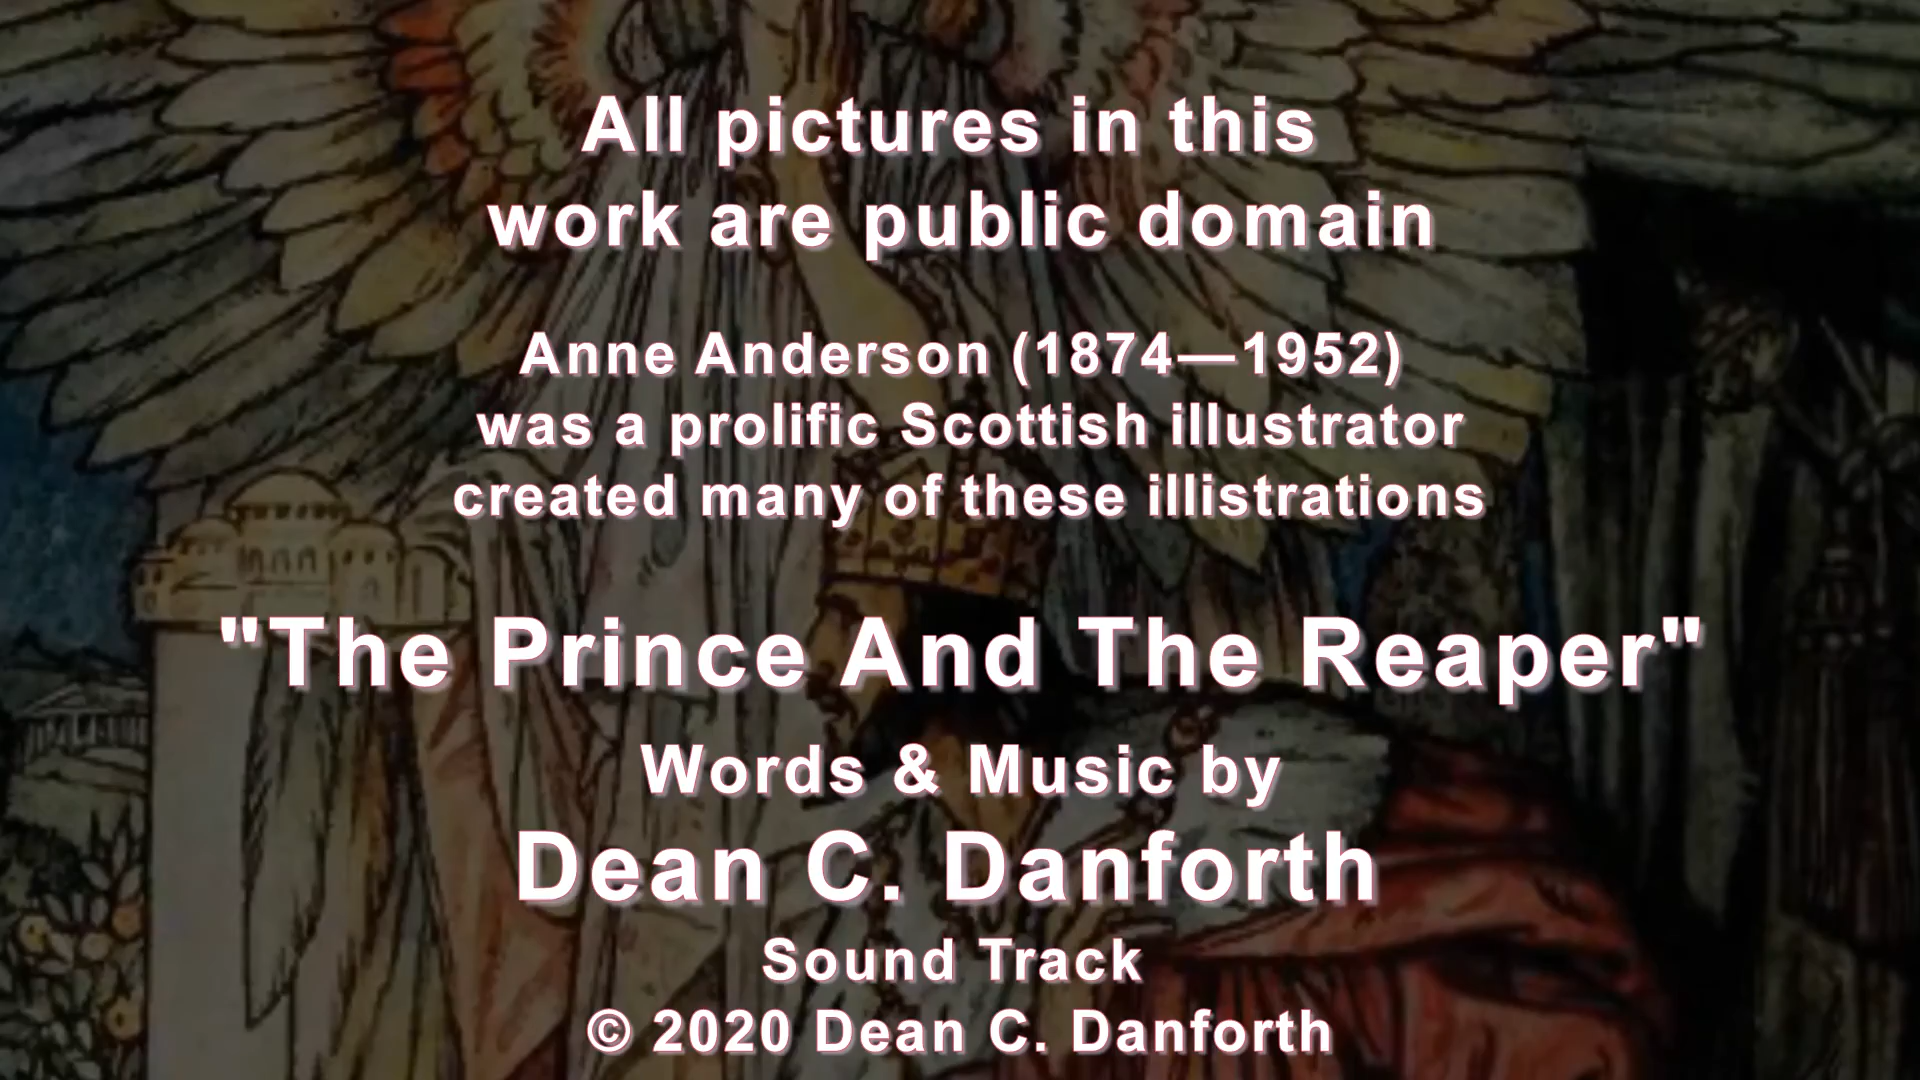 All pictures in this
work are public domain
Anne Anderson (1874—1952)
was a prolific Scottish illustrator
created many of these illistrations
"The Prince And The Reaper"
Words & Music by
Dean C. Danforth
Sound Track
© 2020 Dean C. Danforth